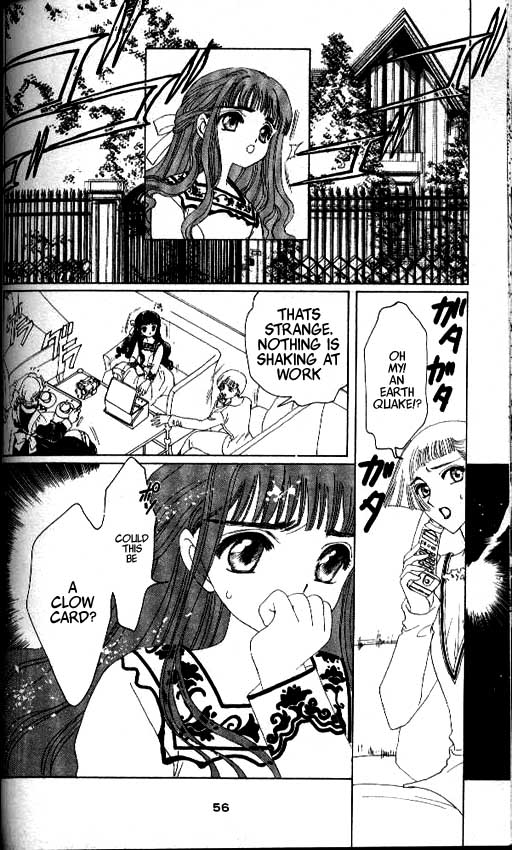 ガタ
ガタ
OH
MY!
AN
EARTH
QUAKE!?
ガタ
THATS
STRANGE.
NOTHING IS
SHAKING AT
WORK
COULD
THIS
BE
A
CLOW
CARD?
56